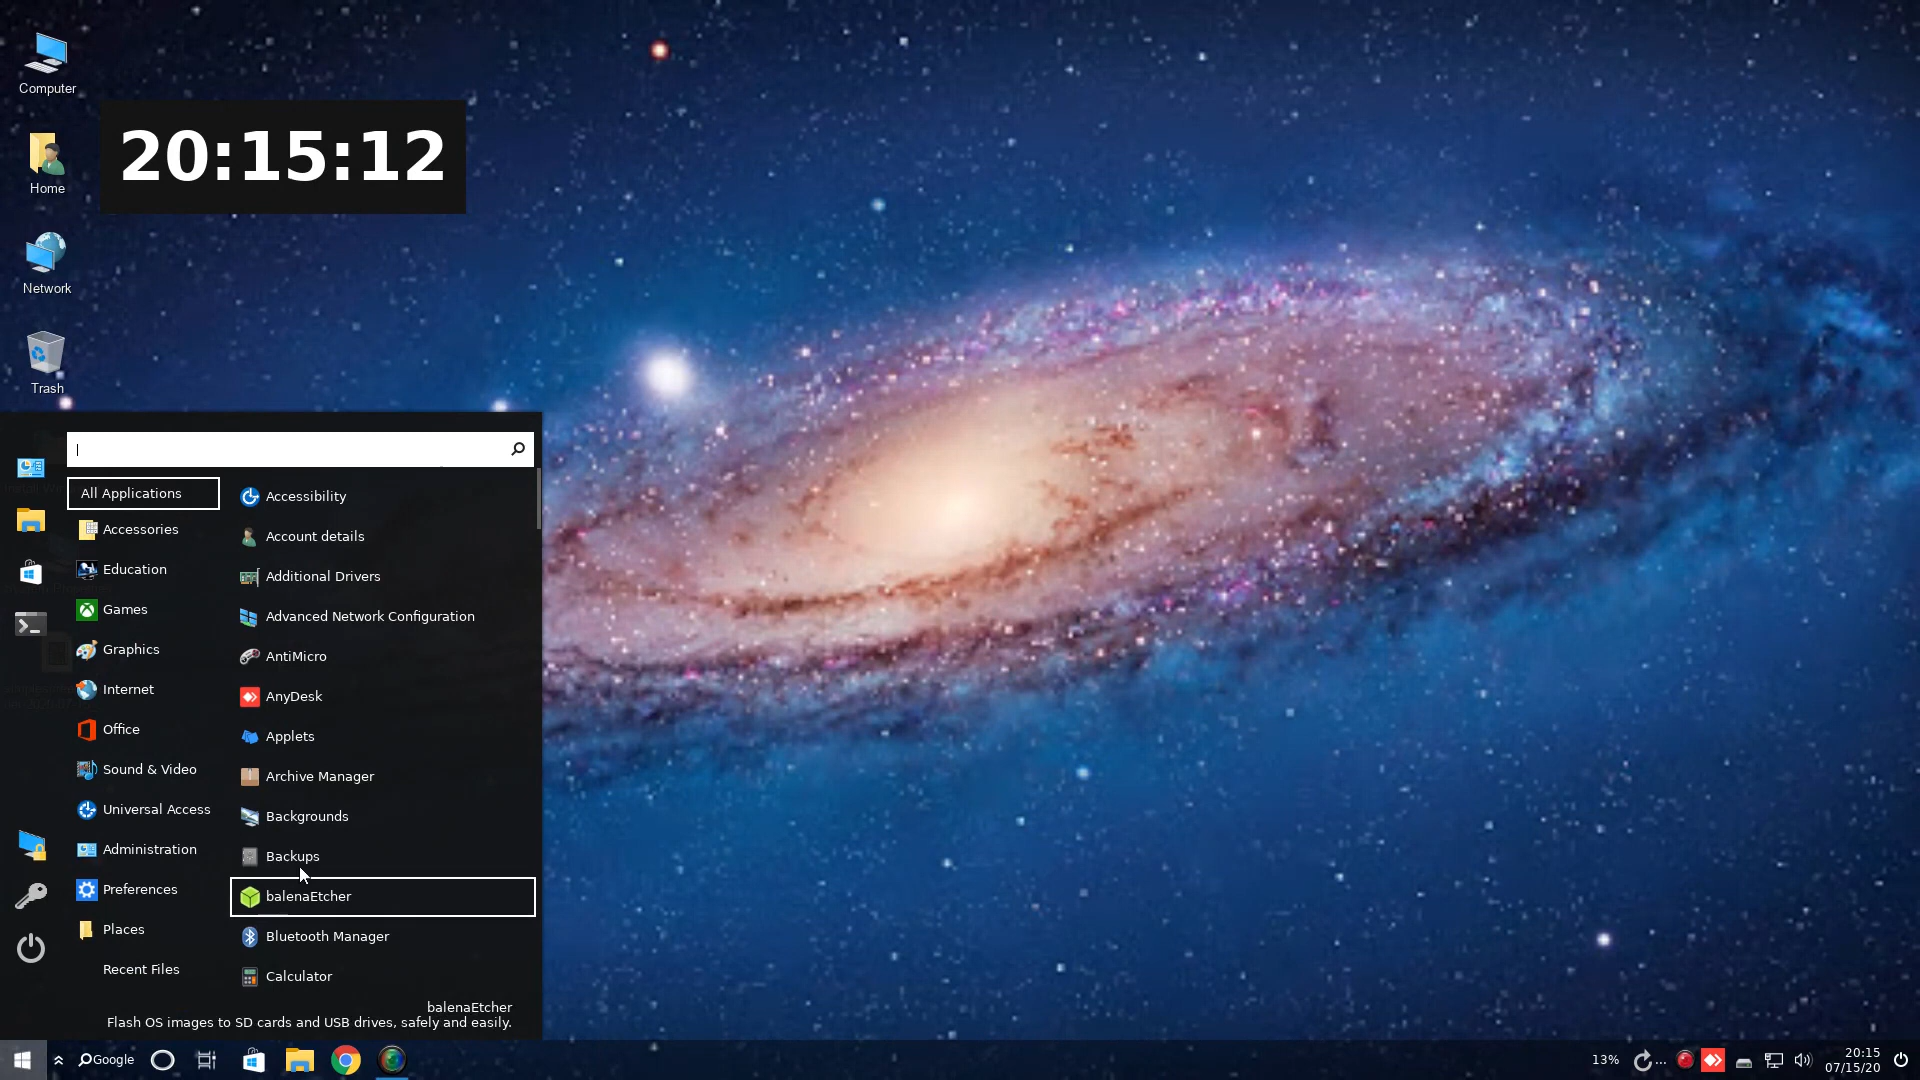 Computer
20:15:12
Home
Network
Trash
All Applications
Accessories
Education
Games
Graphics
Internet
Office
Sound & Video
Universal Access
Administration
Preferences
Places
Recent Files
Accessibility
Account details
Additional Drivers
Advanced Network Configuration
AntiMicro
AnyDesk
Applets
Archive Manager
Backgrounds
Backups
balenaEtcher
Bluetooth Manager
Calculator
balenaEtcher
Flash OS images to SD cards and USB drives, safely and easily.
Google
13%
...
20:15
07/15/20